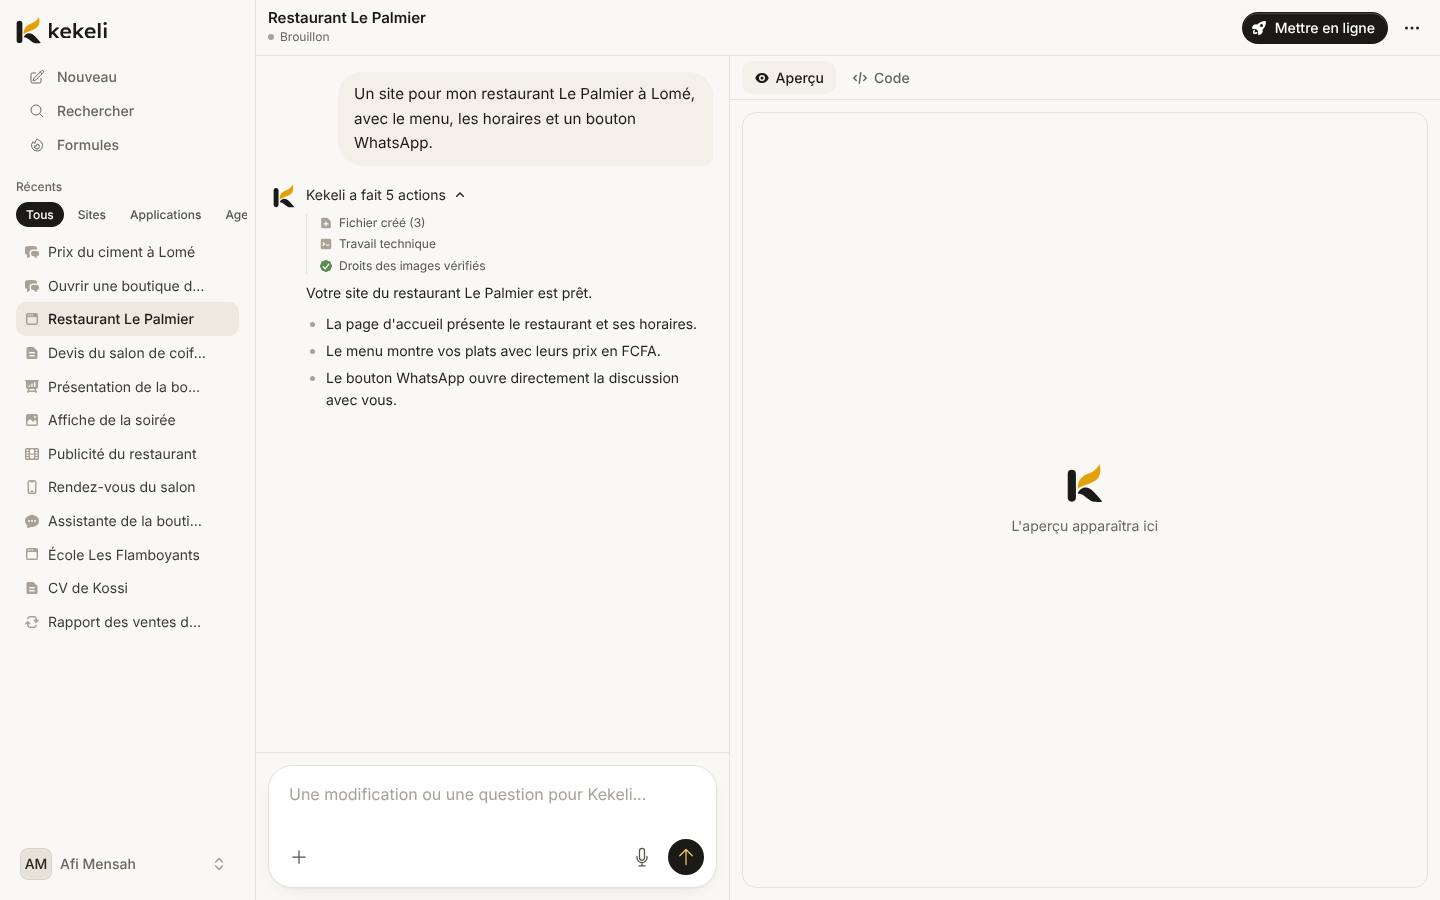 kekeli
Nouveau
Rechercher
Formules
Récents
Tous Sites Applications Age
Prix du ciment à Lomé
Ouvrir une boutique d...
Restaurant Le Palmier
Devis du salon de coif...
Présentation de la bo...
Affiche de la soirée
Publicité du restaurant
Rendez-vous du salon
Assistante de la bouti...
École Les Flamboyants
CV de Kossi
Rapport des ventes d...
AM Afi Mensah
Restaurant Le Palmier
Brouillon
Mettre en ligne
Un site pour mon restaurant Le Palmier à Lomé,
avec le menu, les horaires et un bouton
WhatsApp.
Kekeli a fait 5 actions
Fichier créé (3)
Travail technique
Droits des images vérifiés
Votre site du restaurant Le Palmier est prêt.
La page d'accueil présente le restaurant et ses horaires.
Le menu montre vos plats avec leurs prix en FCFA.
Le bouton WhatsApp ouvre directement la discussion
avec vous.
Une modification ou une question pour Kekeli...
Aperçu Code
L'aperçu apparaîtra ici